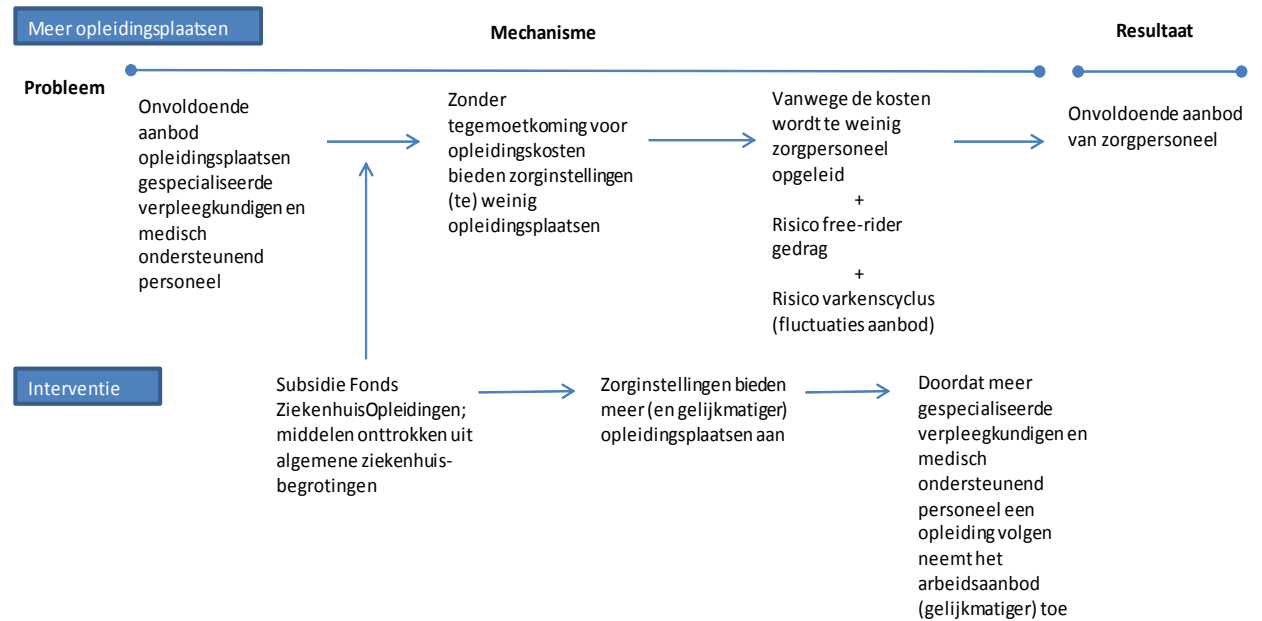 Meer opleidingsplaatsen
Mechanisme
Resultaat
Probleem
Onvoldoende
aanbod
opleidingsplaatsen
gespecialiseerde
verpleegkundigen en
medisch
ondersteunend
personeel
Zonder
tegemoetkoming voor
opleidingskosten
bieden zorginstellingen
(te) weinig
opleidingsplaatsen
Vanwege de kosten
wordt te weinig
zorgpersoneel
opgeleid
+
Risico free-rider
gedrag
+
Risico varkenscyclus
(fluctuaties aanbod)
Onvoldoende aanbod
van zorgpersoneel
Interventie
Subsidie Fonds
ZiekenhuisOpleidingen;
middelen onttrokken uit
algemene ziekenhuis-
begrotingen
Zorginstellingen bieden
meer (en gelijkmatiger)
opleidingsplaatsen aan
Doordat meer
gespecialiseerde
verpleegkundigen en
medisch
ondersteunend
personeel een
opleiding volgen
neemt het
arbeidsaanbod
(gelijkmatiger) toe